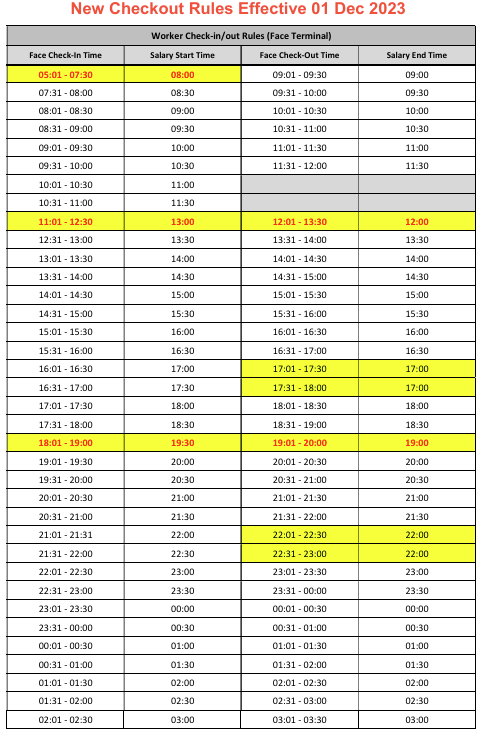 New Checkout Rules Effective 01 Dec 2023
Worker Check-in/out Rules (Face Terminal)
Face Check-In Time Salary Start Time Face Check-Out Time Salary End Time
05:01 - 07:30 08:00 09:01 - 09:30 09:00
07:31 - 08:00 08:30 09:31 - 10:00 09:30
08:01 - 08:30 09:00 10:01 - 10:30 10:00
08:31 - 09:00 09:30 10:31 - 11:00 10:30
09:01 - 09:30 10:00 11:01 - 11:30 11:00
09:31 - 10:00 10:30 11:31 - 12:00 11:30
10:01 - 10:30 11:00
10:31 - 11:00 11:30
11:01 - 12:30 13:00 12:01 - 13:30 12:00
12:31 - 13:00 13:30 13:31 - 14:00 13:30
13:01 - 13:30 14:00 14:01 - 14:30 14:00
13:31 - 14:00 14:30 14:31 - 15:00 14:30
14:01 - 14:31 15:00 15:01 - 15:30 15:00
14:31 - 15:00 15:30 15:31 - 16:00 15:30
15:01 - 15:30 16:00 16:01 - 16:30 16:00
15:31 - 16:00 16:30 16:31 - 17:00 16:30
16:01 - 16:30 17:00 17:01 - 17:30 17:00
16:31 - 17:00 17:30 17:31 - 18:00 17:00
17:01 - 17:31 18:00 18:01 - 18:30 18:00
17:31 - 18:00 18:30 18:31 - 19:00 18:30
18:01 - 19:00 19:30 19:01 - 20:00 19:00
19:01 - 19:30 20:00 20:01 - 20:30 20:00
19:31 - 20:00 20:30 20:31 - 21:00 20:30
20:01 - 20:30 21:00 21:01 - 21:30 21:00
20:31 - 21:00 21:30 21:31 - 22:00 21:30
21:01 - 21:31 22:00 22:01 - 22:30 22:00
21:31 - 22:00 22:30 22:31 - 23:00 22:00
22:01 - 22:30 23:00 23:01 - 23:30 23:00
22:31 - 23:00 23:30 23:31 - 00:00 23:30
23:01 - 23:30 00:00 00:01 - 00:30 00:00
23:31 - 00:00 00:30 00:31 - 01:00 00:30
00:01 - 00:30 01:00 01:01 - 01:30 01:00
00:31 - 01:00 01:30 01:31 - 02:00 01:30
01:01 - 01:30 02:00 02:01 - 02:30 02:00
01:31 - 02:00 02:30 02:31 - 03:00 02:30
02:01 - 02:30 03:00 03:01 - 03:30 03:00